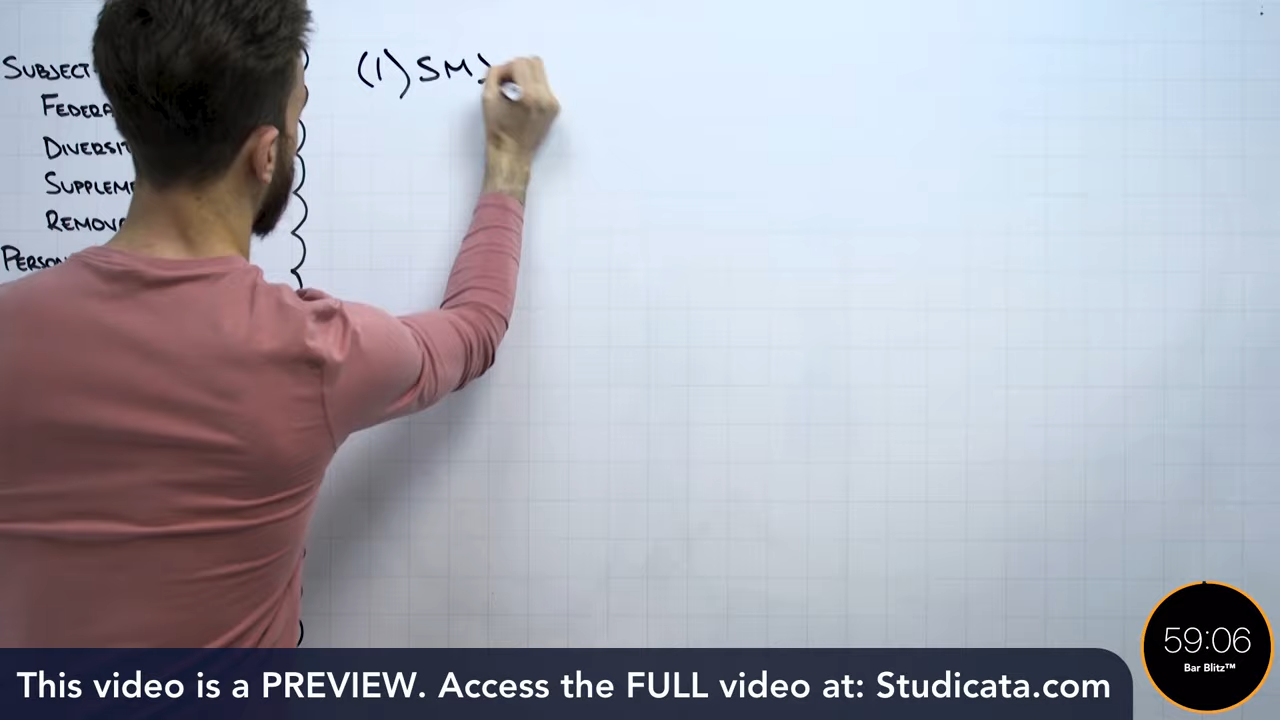 SUBJECT
(1) SM
FEDERA
DIVERSIT
SUPPLEM
REMOV
PERSON
59:06
Bar Blitz™
This video is a PREVIEW. Access the FULL video at: Studicata.com